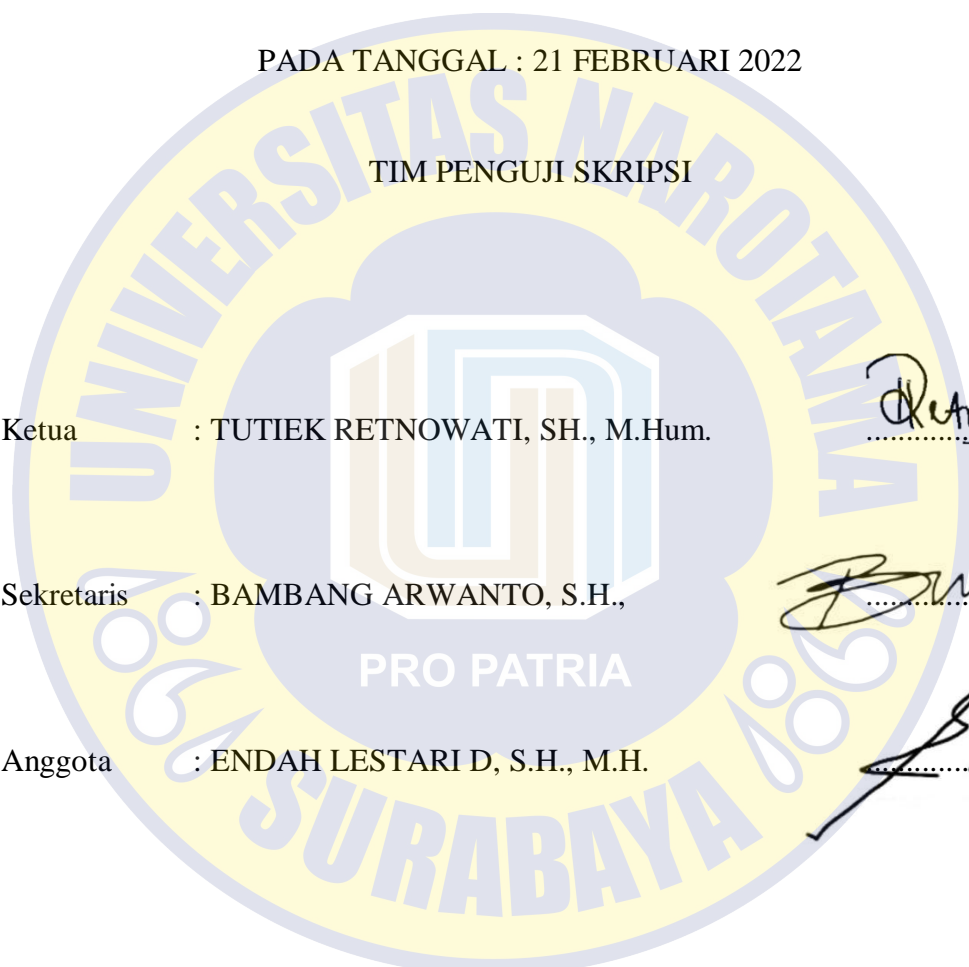 PADA TANGGAL : 21 FEBRUARI 2022
UNIVERSITAS NAROTAMA
TIM PENGUJI SKRIPSI
Ketua : TUTIEK RETNOWATI, SH., M.Hum. ..............
Sekretaris : BAMBANG ARWANTO, S.H., ..............
PRO PATRIA
Anggota : ENDAH LESTARI D, S.H., M.H. ..............
SURABAYA